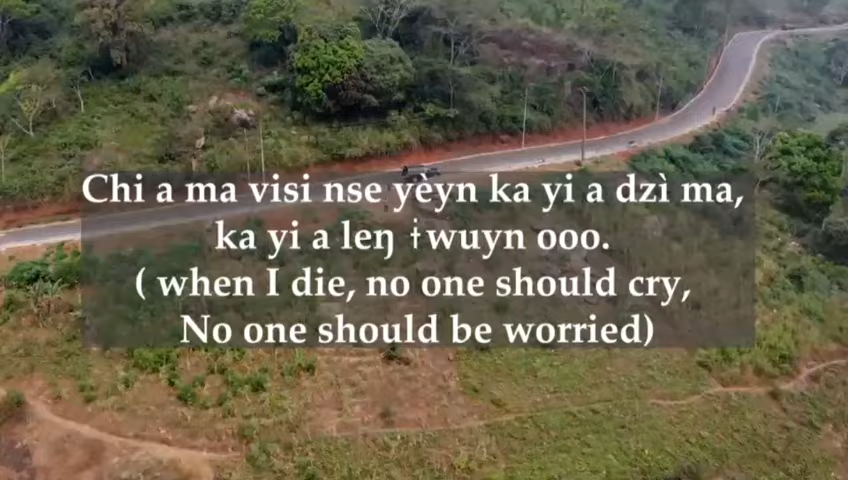 Chi a ma visi nse yèyn ka yi a dzì ma,
ka yi a leŋ ɨwuyn ooo.
( when I die, no one should cry,
No one should be worried)